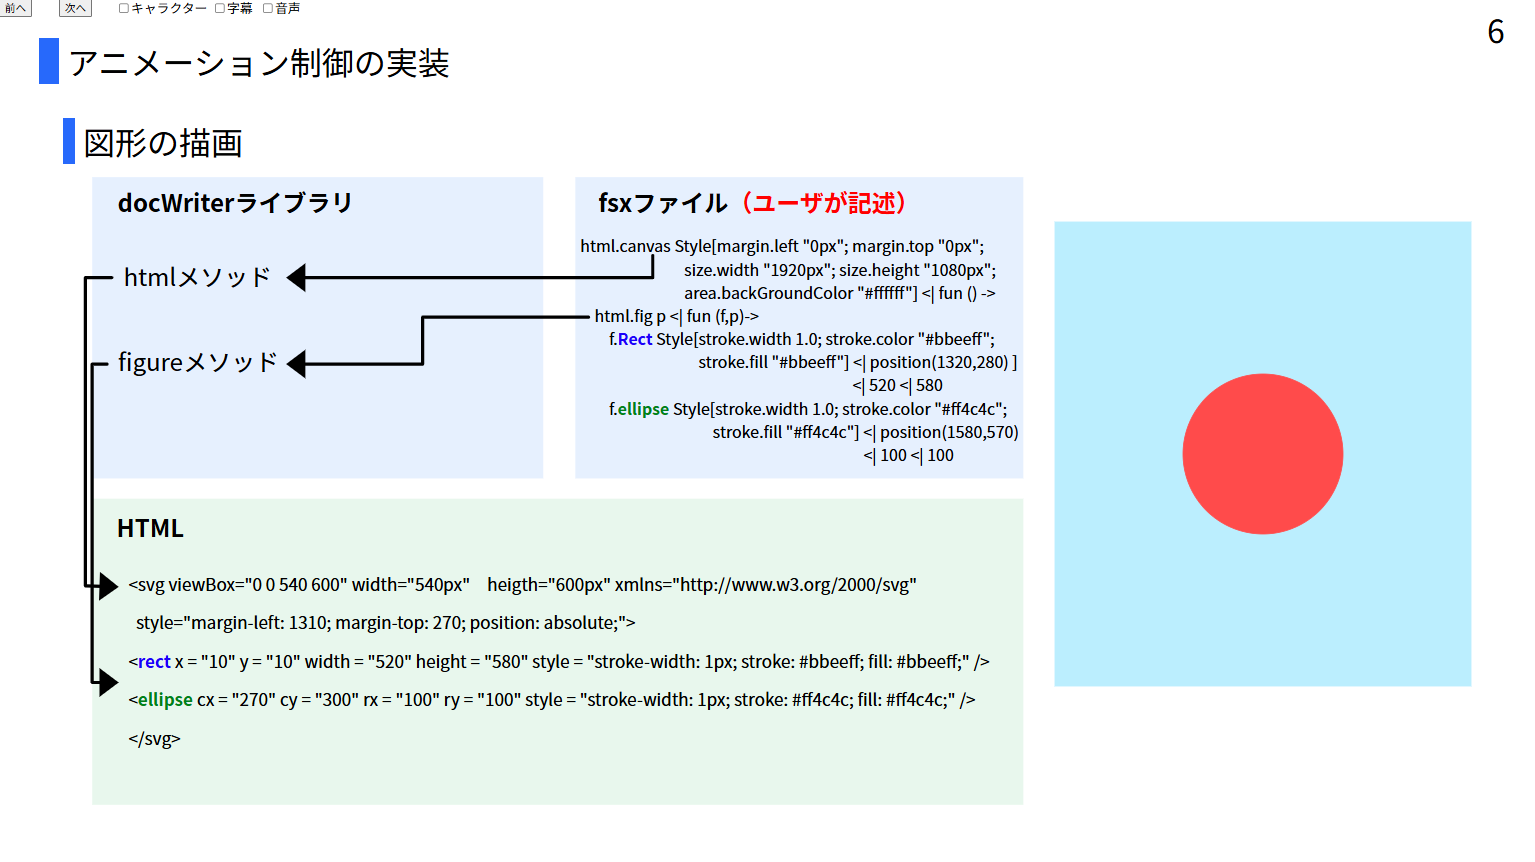 前へ 次へ キャラクター 字幕 音声
6
アニメーション制御の実装
図形の描画
docWriterライブラリ
htmlメソッド
figureメソッド
fsxファイル（ユーザが記述）
html.canvas Style[margin.left "0px"; margin.top "0px";
size.width "1920px"; size.height "1080px";
area.backGroundColor "#ffffff"] <| fun () ->
html.fig p <| fun (f,p)->
f.Rect Style[stroke.width 1.0; stroke.color "#bbeeff";
stroke.fill "#bbeeff"] <| position(1320,280) ]
<| 520 <| 580
f.ellipse Style[stroke.width 1.0; stroke.color "#ff4c4c";
stroke.fill "#ff4c4c"] <| position(1580,570)
<| 100 <| 100
HTML
<svg viewBox="0 0 540 600" width="540px" heigth="600px" xmlns="http://www.w3.org/2000/svg"
style="margin-left: 1310; margin-top: 270; position: absolute;">
<rect x = "10" y = "10" width = "520" height = "580" style = "stroke-width: 1px; stroke: #bbeeff; fill: #bbeeff;" />
<ellipse cx = "270" cy = "300" rx = "100" ry = "100" style = "stroke-width: 1px; stroke: #ff4c4c; fill: #ff4c4c;" />
</svg>